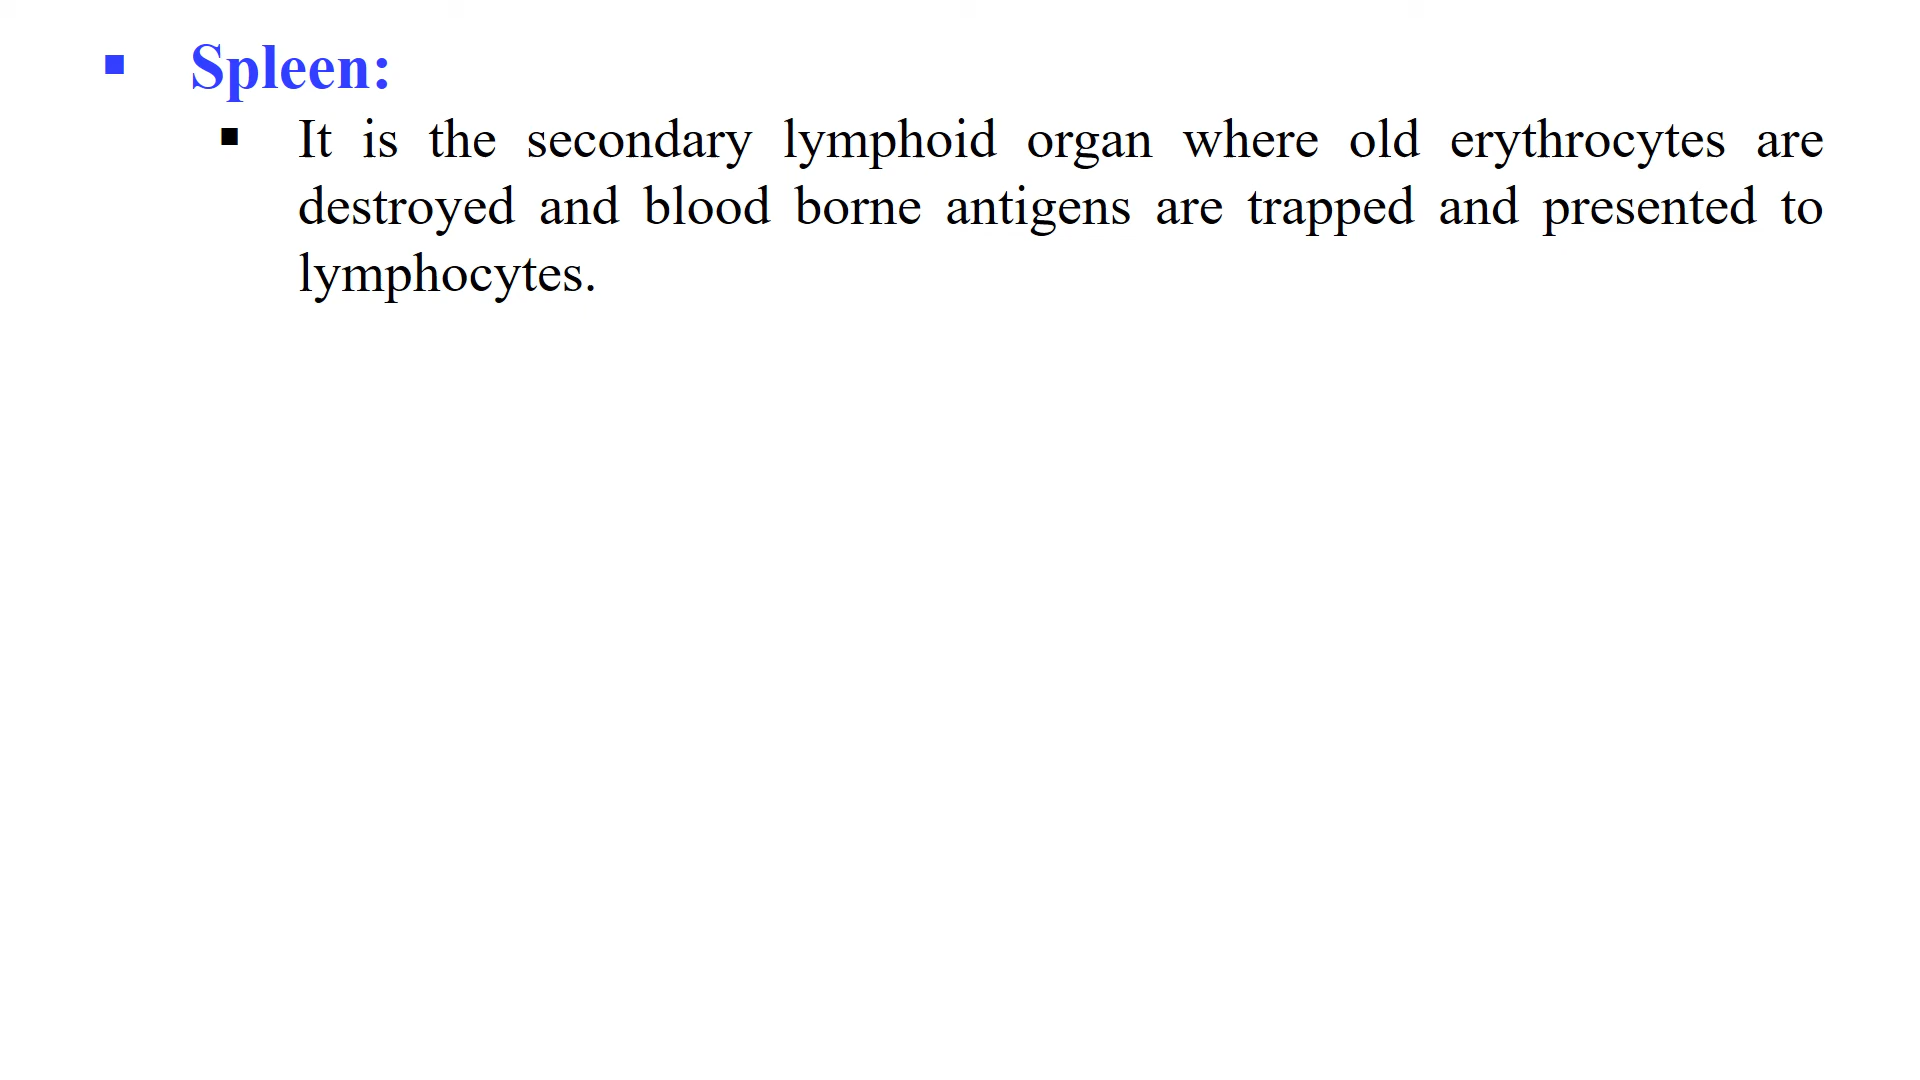 ▪ Spleen:
▪ It is the secondary lymphoid organ where old erythrocytes are
destroyed and blood borne antigens are trapped and presented to
lymphocytes.